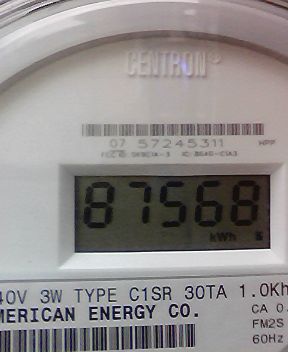 CENTRON®
07 57245311 HPP
87568
kWh
40V 3W TYPE C1SR 30TA 1.0Kh
MERICAN ENERGY CO.
CA 0.
FM2S
60Hz